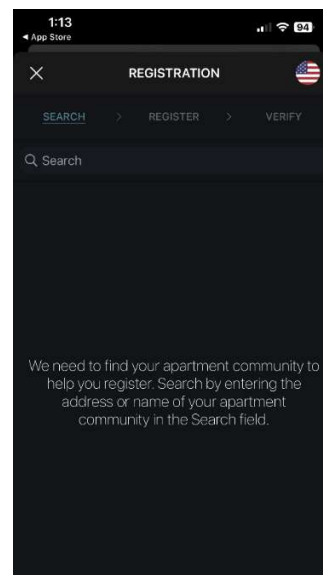 1:13
94
◀ App Store
REGISTRATION
SEARCH > REGISTER > VERIFY
Search
We need to find your apartment community to
help you register. Search by entering the
address or name of your apartment
community in the Search field.